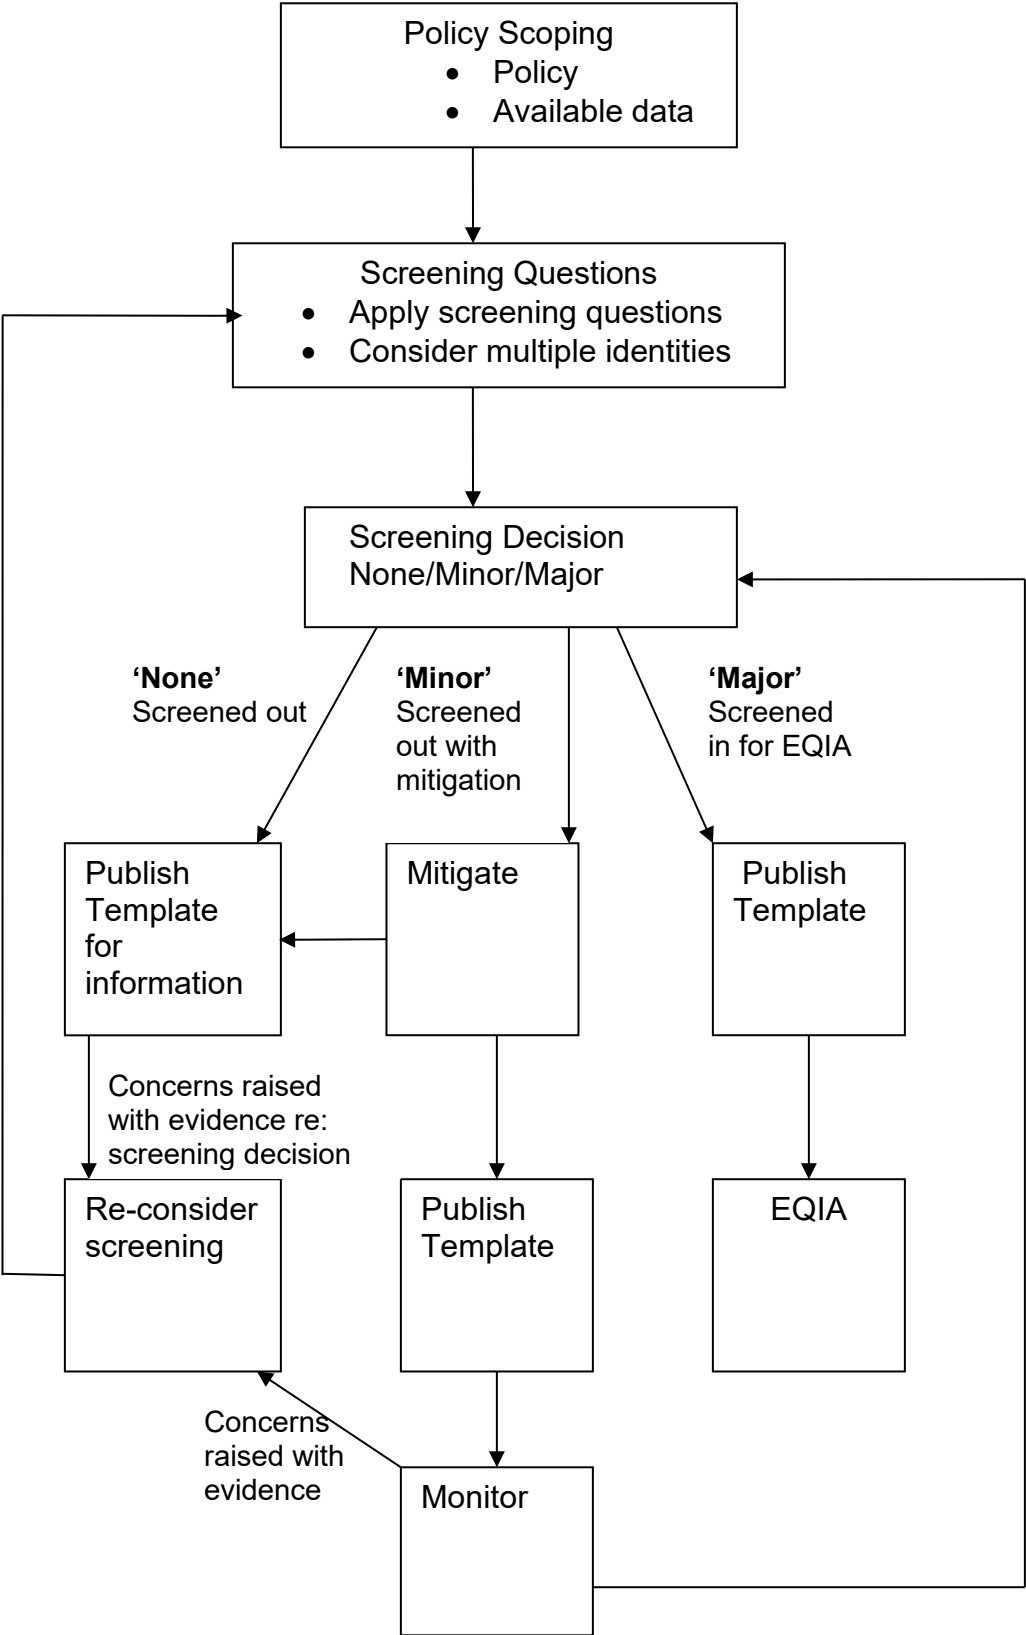 Policy Scoping
• Policy
• Available data
Screening Questions
• Apply screening questions
• Consider multiple identities
Screening Decision
None/Minor/Major
‘None’
Screened out
‘Minor’
Screened
out with
mitigation
‘Major’
Screened
in for EQIA
Publish
Template
for
information
Mitigate
Publish
Template
Concerns raised
with evidence re:
screening decision
Re-consider
screening
Publish
Template
EQIA
Concerns
raised with
evidence
Monitor